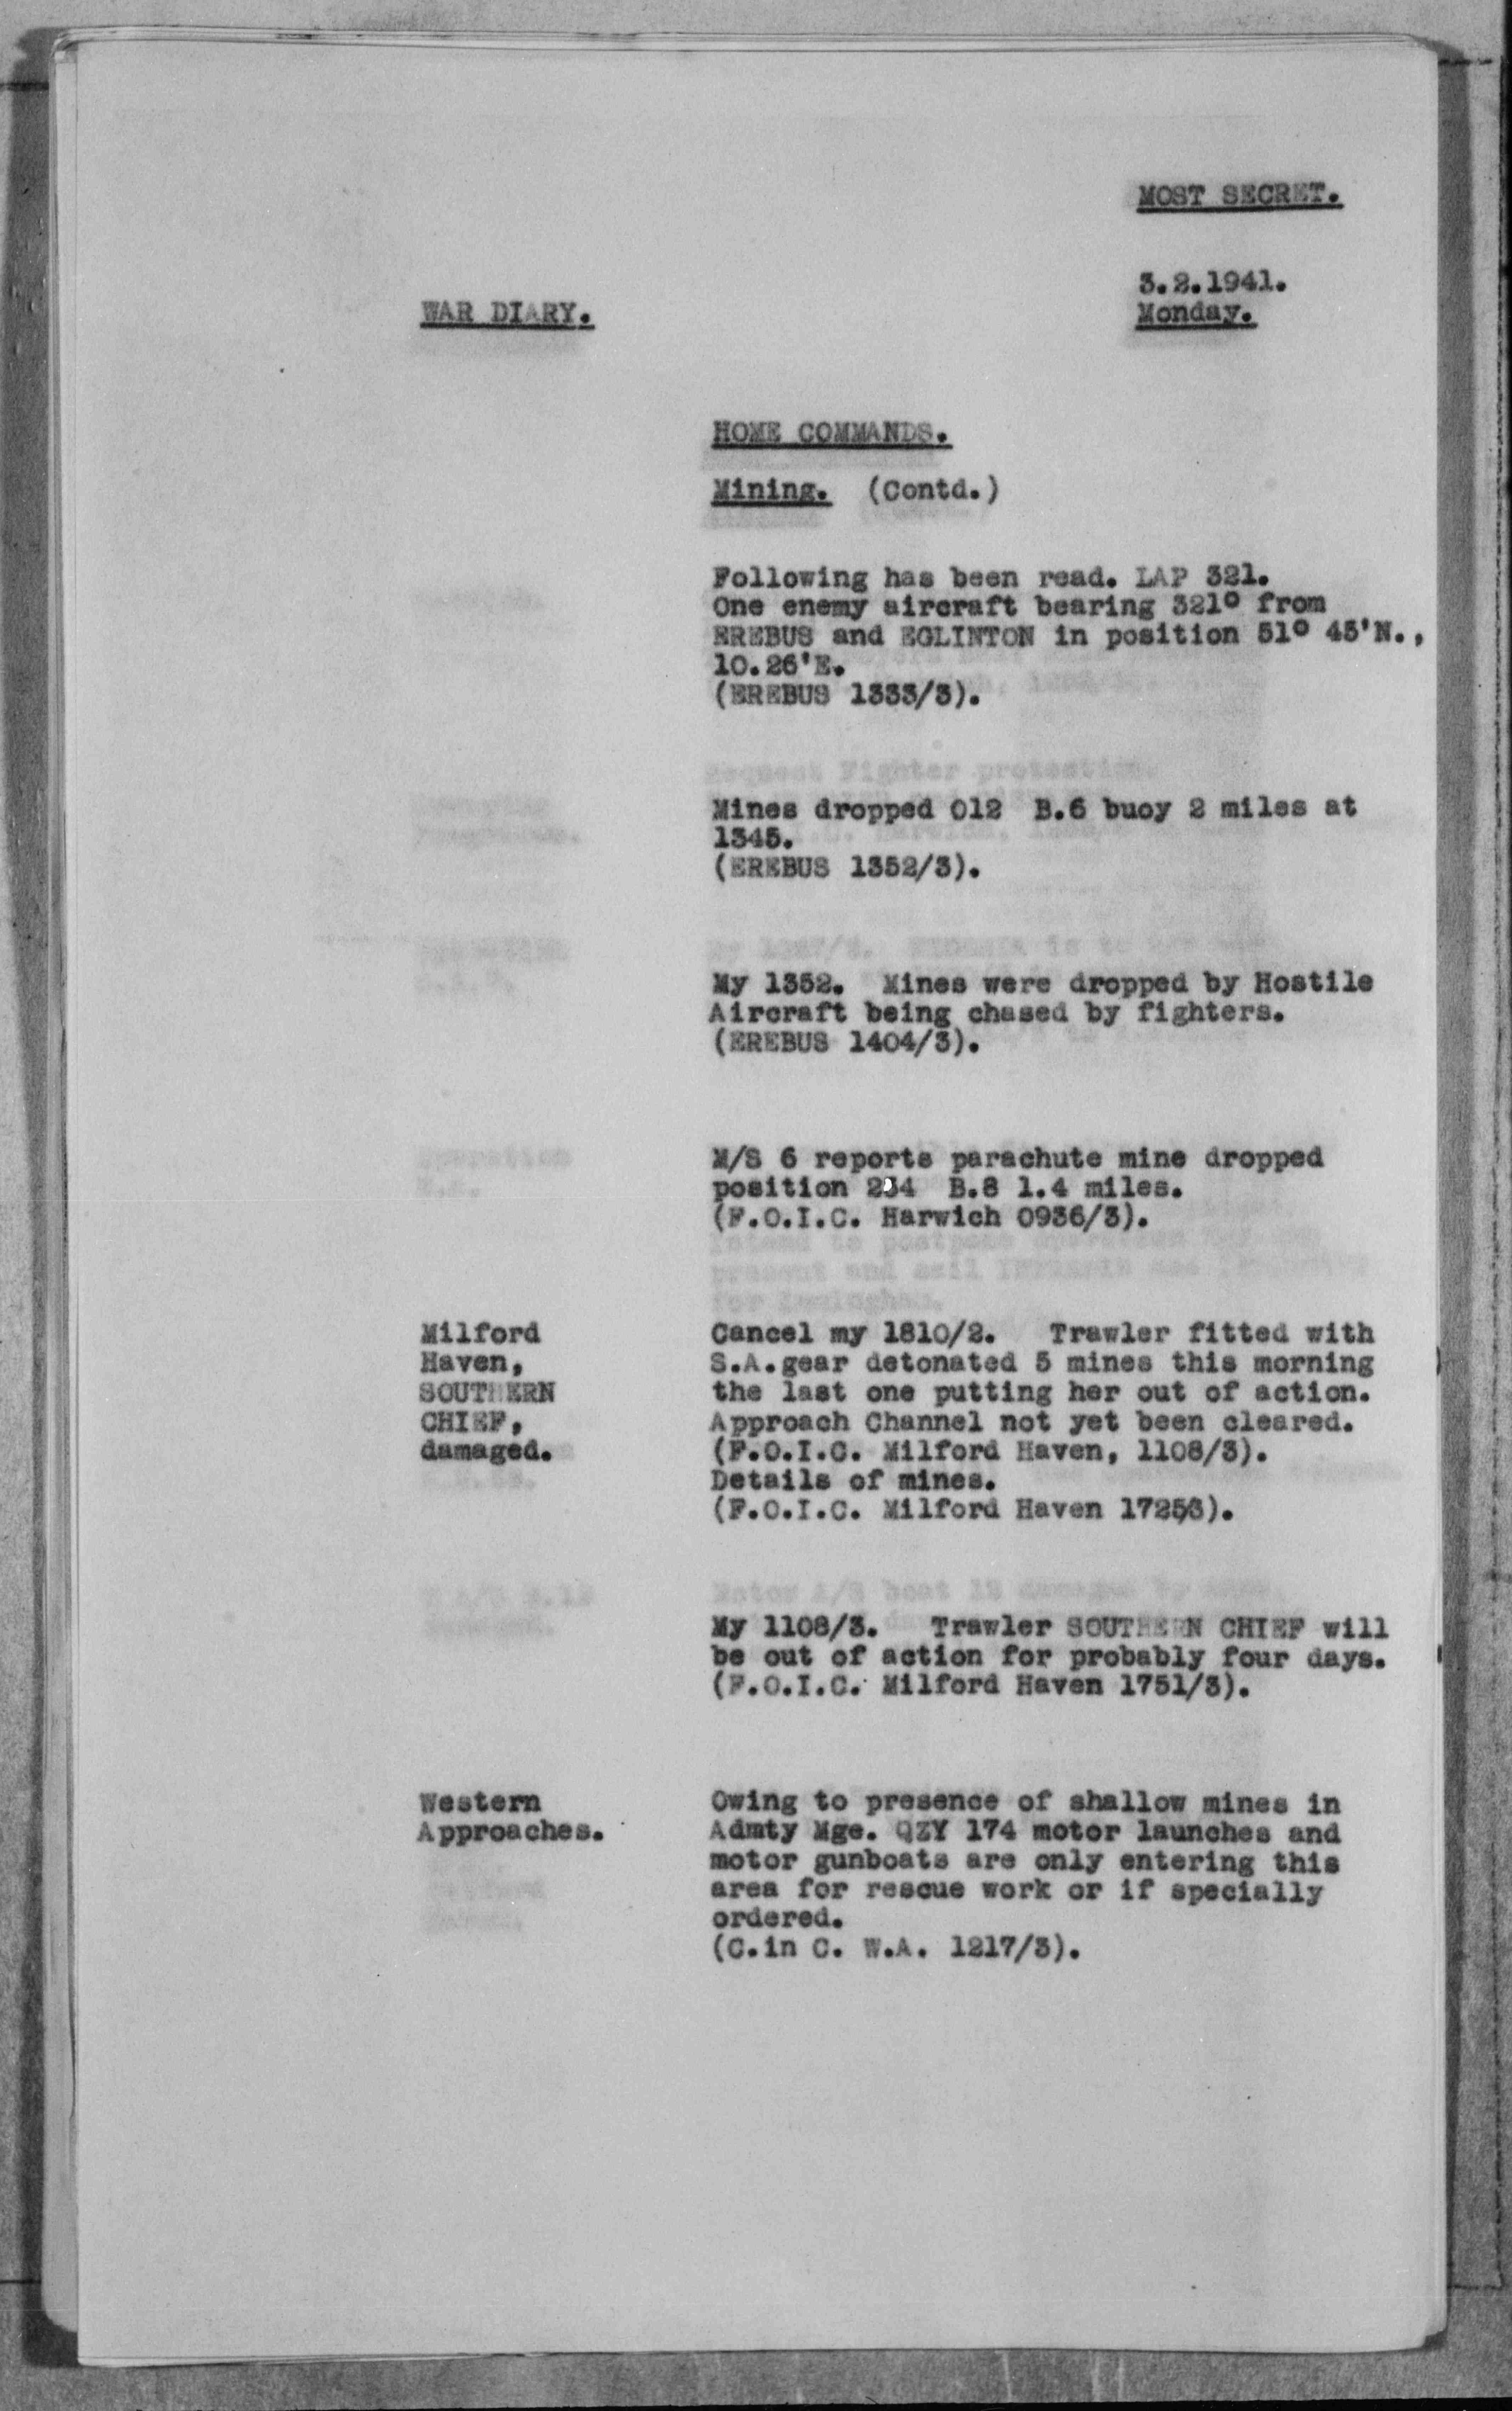 MOST SECRET.
3.2.1941.
WAR DIARY.
Monday.
HOME COMMANDS.
Mining. (Contd.)
Following has been read. LAP 321.
One enemy aircraft bearing 321° from
EREBUS and EGLINTON in position 51° 45'N.,
10.26'E.
(EREBUS 1333/3).
Mines dropped 012 B.6 buoy 2 miles at
1345.
(EREBUS 1352/3).
My 1352. Mines were dropped by Hostile
Aircraft being chased by fighters.
(EREBUS 1404/3).
M/S 6 reports parachute mine dropped
position 234 B.8 1.4 miles.
(F.O.I.C. Harwich 0936/3).
Milford
Haven,
SOUTHERN
CHIEF,
damaged.
Cancel my 1810/2. Trawler fitted with
S.A.gear detonated 5 mines this morning
the last one putting her out of action.
Approach Channel not yet been cleared.
(F.O.I.C. Milford Haven, 1108/3).
Details of mines.
(F.O.I.C. Milford Haven
My 1108/3. Trawler SOUTHERN CHIEF will
be out of action for probably four days.
(F.O.I.C. Milford Haven 1751/3).
Western
Approaches.
Owing to presence of shallow mines in
Admty Mge. QZY 174 motor launches and
motor gunboats are only entering this
area for rescue work or if specially
ordered.
(C.in C. W.A. 1217/3).